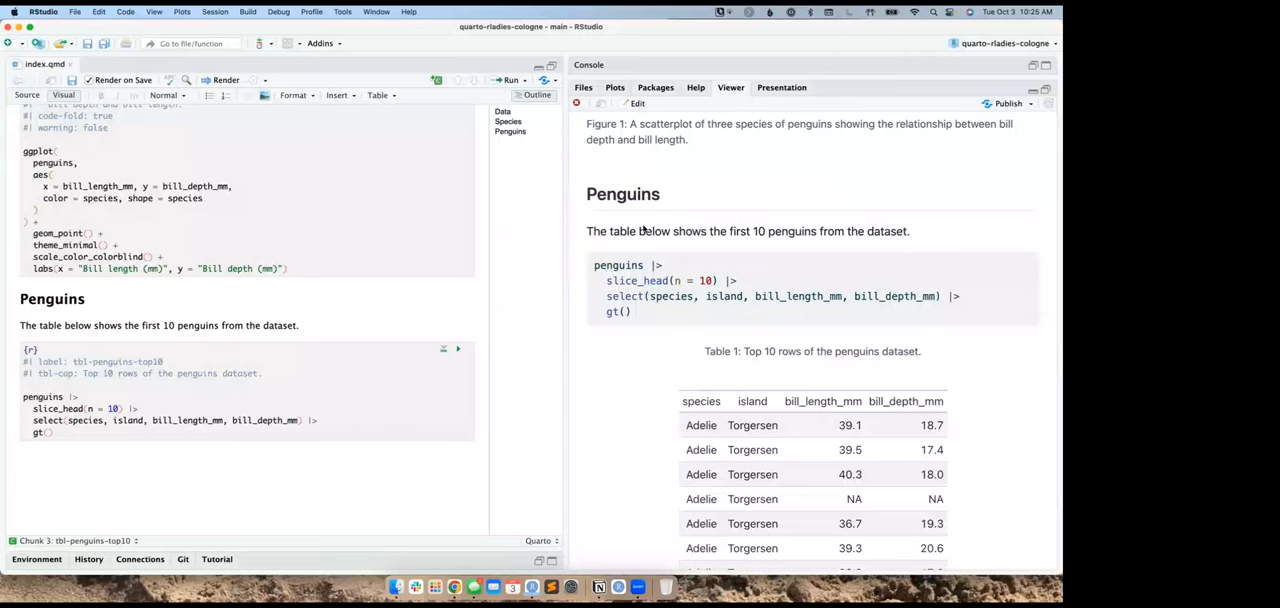 RStudio File Edit Code View Plots Session Build Debug Profile Tools Window Help
Tue Oct 3 10:25 AM
quarto-rladies-cologne - main - RStudio
Go to file/function
Addins
quarto-rladies-cologne
index.qmd
Render on Save
Render
Run
Source Visual
B I
Normal
Format Insert Table
Outline
#| code-fold: true
#| warning: false
ggplot(
penguins,
aes(
x = bill_length_mm, y = bill_depth_mm,
color = species, shape = species
)
) +
geom_point() +
theme_minimal() +
scale_color_colorblind() +
labs(x = "Bill length (mm)", y = "Bill depth (mm)")
Penguins
The table below shows the first 10 penguins from the dataset.
{r}
#| label: tbl-penguins-top10
#| tbl-cap: Top 10 rows of the penguins dataset.
penguins |>
slice_head(n = 10) |>
select(species, island, bill_length_mm, bill_depth_mm) |>
gt()
Data
Species
Penguins
Chunk 3: tbl-penguins-top10
Quarto
Environment History Connections Git Tutorial
Console
Files Plots Packages Help Viewer Presentation
Edit
Publish
Figure 1: A scatterplot of three species of penguins showing the relationship between bill
depth and bill length.
Penguins
The table below shows the first 10 penguins from the dataset.
penguins |>
slice_head(n = 10) |>
select(species, island, bill_length_mm, bill_depth_mm) |>
gt()
Table 1: Top 10 rows of the penguins dataset.
species island bill_length_mm bill_depth_mm
Adelie Torgersen 39.1 18.7
Adelie Torgersen 39.5 17.4
Adelie Torgersen 40.3 18.0
Adelie Torgersen NA NA
Adelie Torgersen 36.7 19.3
Adelie Torgersen 39.3 20.6